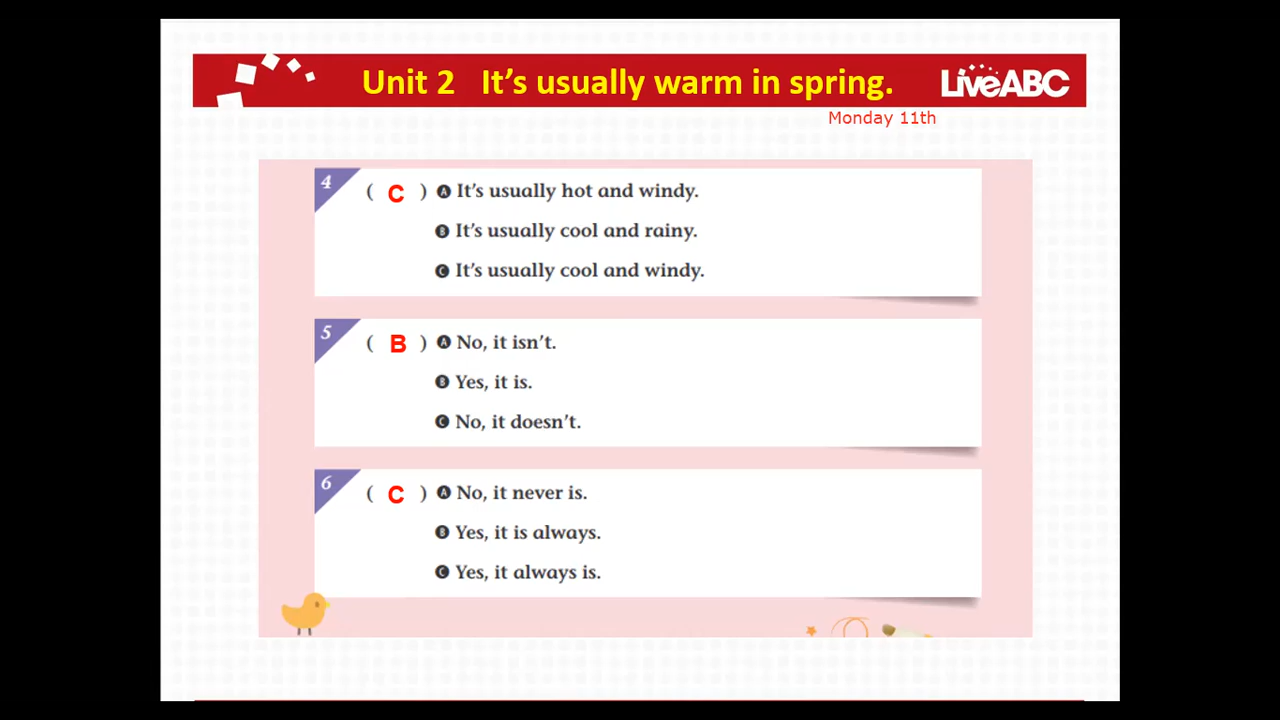 Unit 2 It's usually warm in spring.
LiveABC
Monday 11th
4 ( C ) A It's usually hot and windy.
B It's usually cool and rainy.
C It's usually cool and windy.
5 ( B ) A No, it isn't.
B Yes, it is.
C No, it doesn't.
6 ( C ) A No, it never is.
B Yes, it is always.
C Yes, it always is.